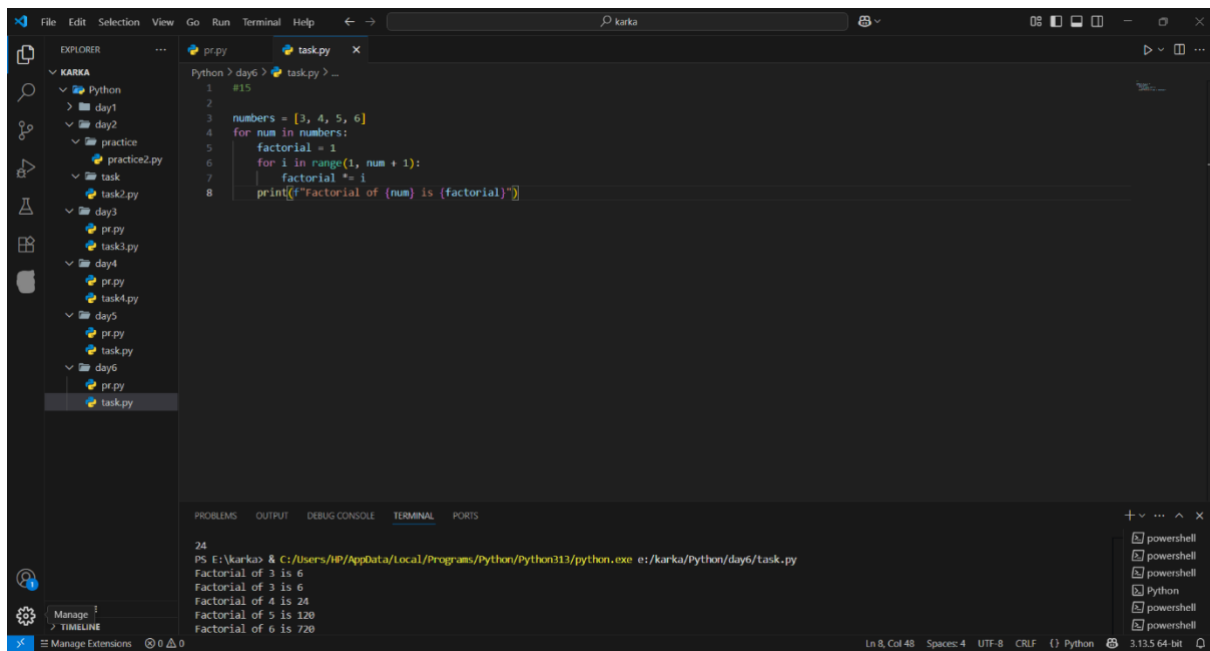 File Edit Selection View Go Run Terminal Help
karka
EXPLORER
KARKA
Python
day1
day2
practice
practice2.py
task
task2.py
day3
pr.py
task3.py
day4
pr.py
task4.py
day5
pr.py
task.py
day6
pr.py
task.py
TIMELINE
Manage
pr.py task.py
Python > day6 > task.py > ...
1 #15
2
3 numbers = [3, 4, 5, 6]
4 for num in numbers:
5 factorial = 1
6 for i in range(1, num + 1):
7 factorial *= i
8 print(f"Factorial of {num} is {factorial}")
PROBLEMS OUTPUT DEBUG CONSOLE TERMINAL PORTS
24
PS E:\karka> & C:/Users/HP/AppData/Local/Programs/Python/Python313/python.exe e:/karka/Python/day6/task.py
Factorial of 3 is 6
Factorial of 3 is 6
Factorial of 4 is 24
Factorial of 5 is 120
Factorial of 6 is 720
powershell
powershell
powershell
Python
powershell
powershell
1
Manage Extensions 0 0
Ln 8, Col 48 Spaces: 4 UTF-8 CRLF {} Python 3.13.5 64-bit